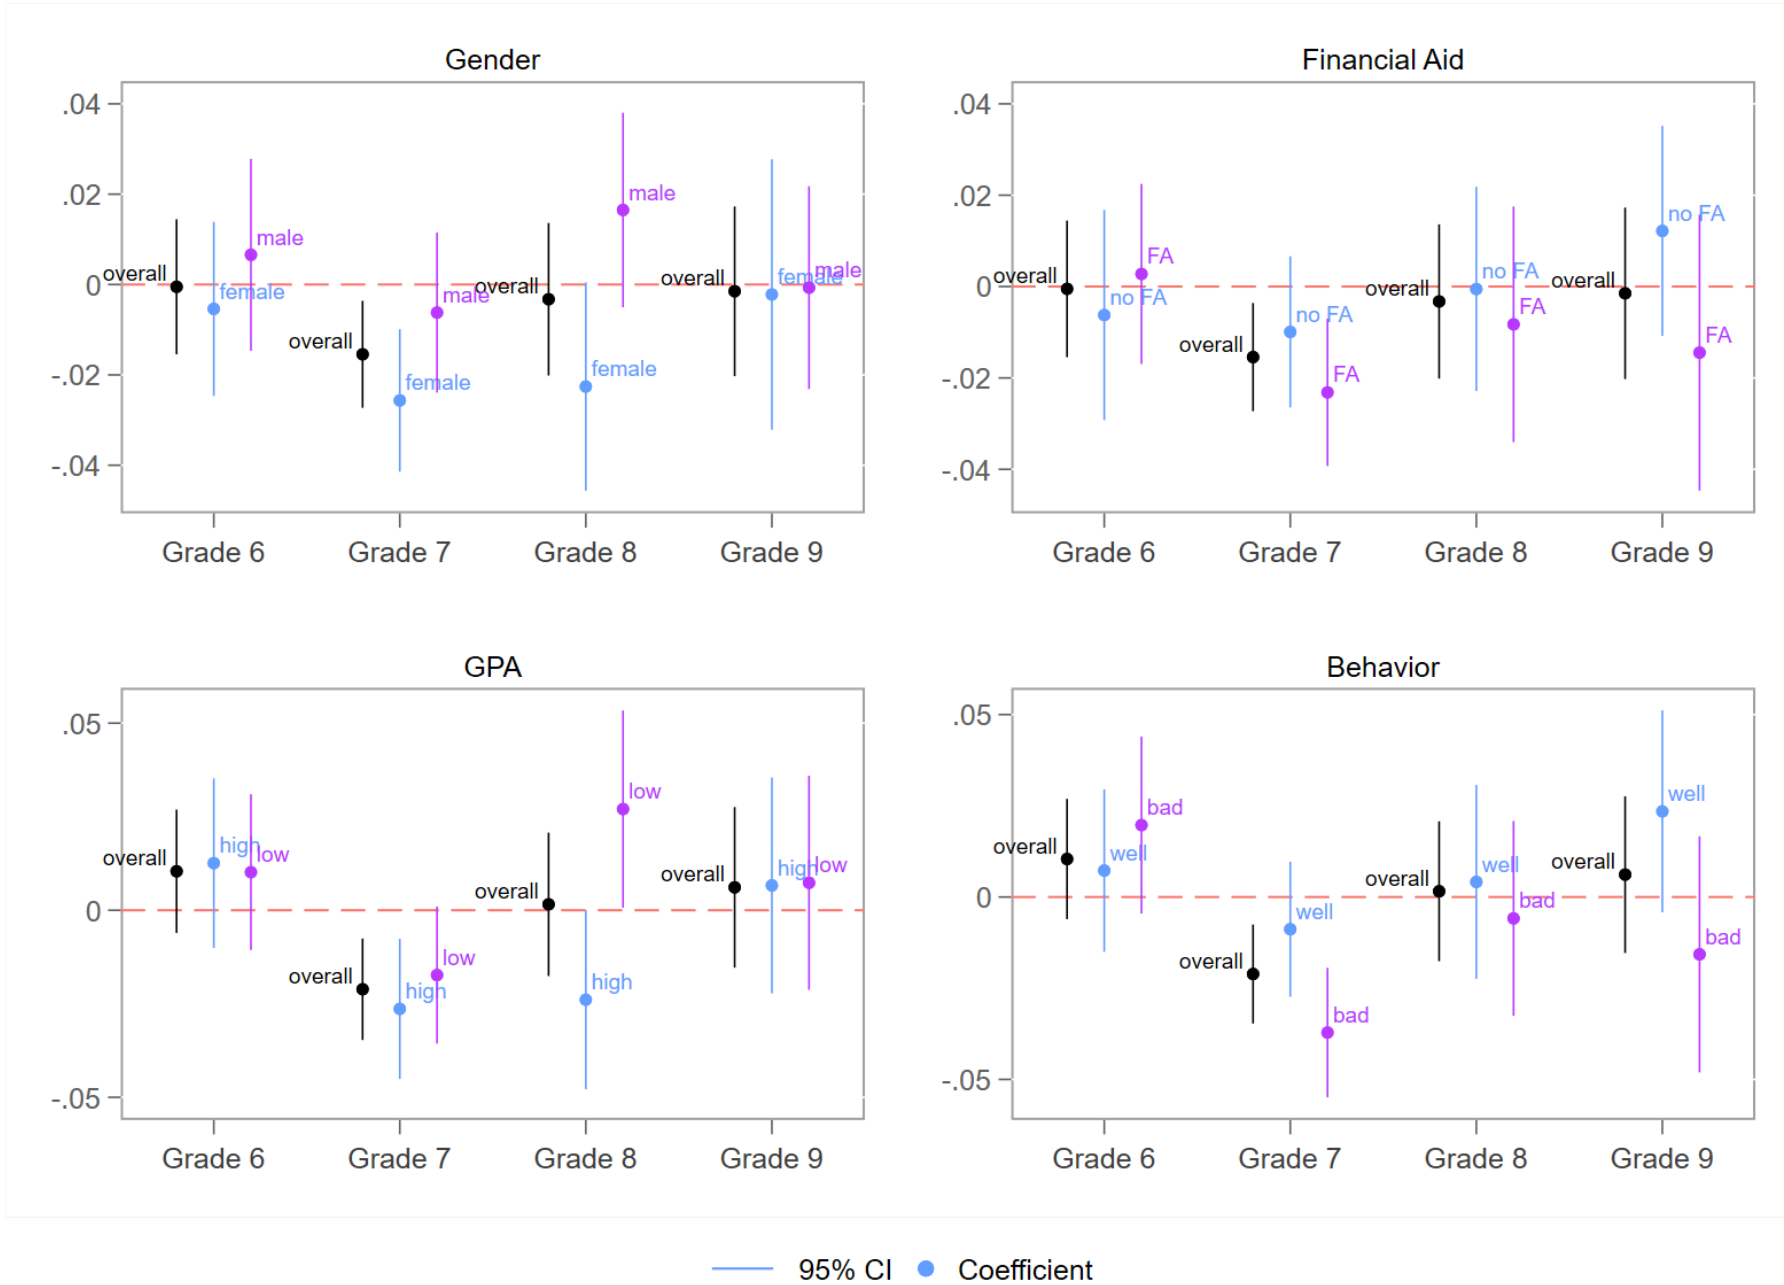 Gender
.04
.02
0
-.02
-.04
overall
female
male
overall
female
male
overall
female
male
overall
female
male
Grade 6
Grade 7
Grade 8
Grade 9
Financial Aid
.04
.02
0
-.02
-.04
overall
no FA
FA
overall
no FA
FA
overall
no FA
FA
overall
no FA
FA
Grade 6
Grade 7
Grade 8
Grade 9
GPA
.05
0
-.05
overall
high
low
overall
high
low
overall
high
low
overall
high
low
Grade 6
Grade 7
Grade 8
Grade 9
Behavior
.05
0
-.05
overall
well
bad
overall
well
bad
overall
well
bad
overall
well
bad
Grade 6
Grade 7
Grade 8
Grade 9
95% CI
Coefficient